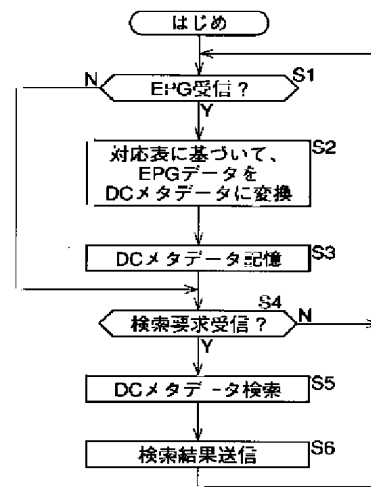 はじめ
S1
N
EPG受信？
Y
S2
対応表に基づいて、
EPGデータを
DCメタデータに変換
S3
DCメタデータ記憶
S4
検索要求受信？
N
Y
S5
DCメタデータ検索
S6
検索結果送信